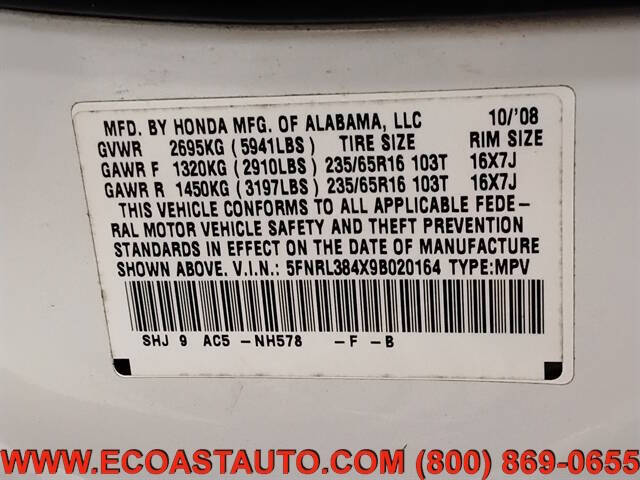 MFD. BY HONDA MFG. OF ALABAMA, LLC 10/'08
GVWR 2695KG (5941LBS) TIRE SIZE RIM SIZE
GAWR F 1320KG (2910LBS) 235/65R16 103T 16X7J
GAWR R 1450KG (3197LBS) 235/65R16 103T 16X7J
THIS VEHICLE CONFORMS TO ALL APPLICABLE FEDE-
RAL MOTOR VEHICLE SAFETY AND THEFT PREVENTION
STANDARDS IN EFFECT ON THE DATE OF MANUFACTURE
SHOWN ABOVE. V.I.N.: 5FNRL384X9B020164 TYPE:MPV
SHJ 9 AC5 -NH578 -F -B
WWW.ECOASTAUTO.COM (800) 869-0655